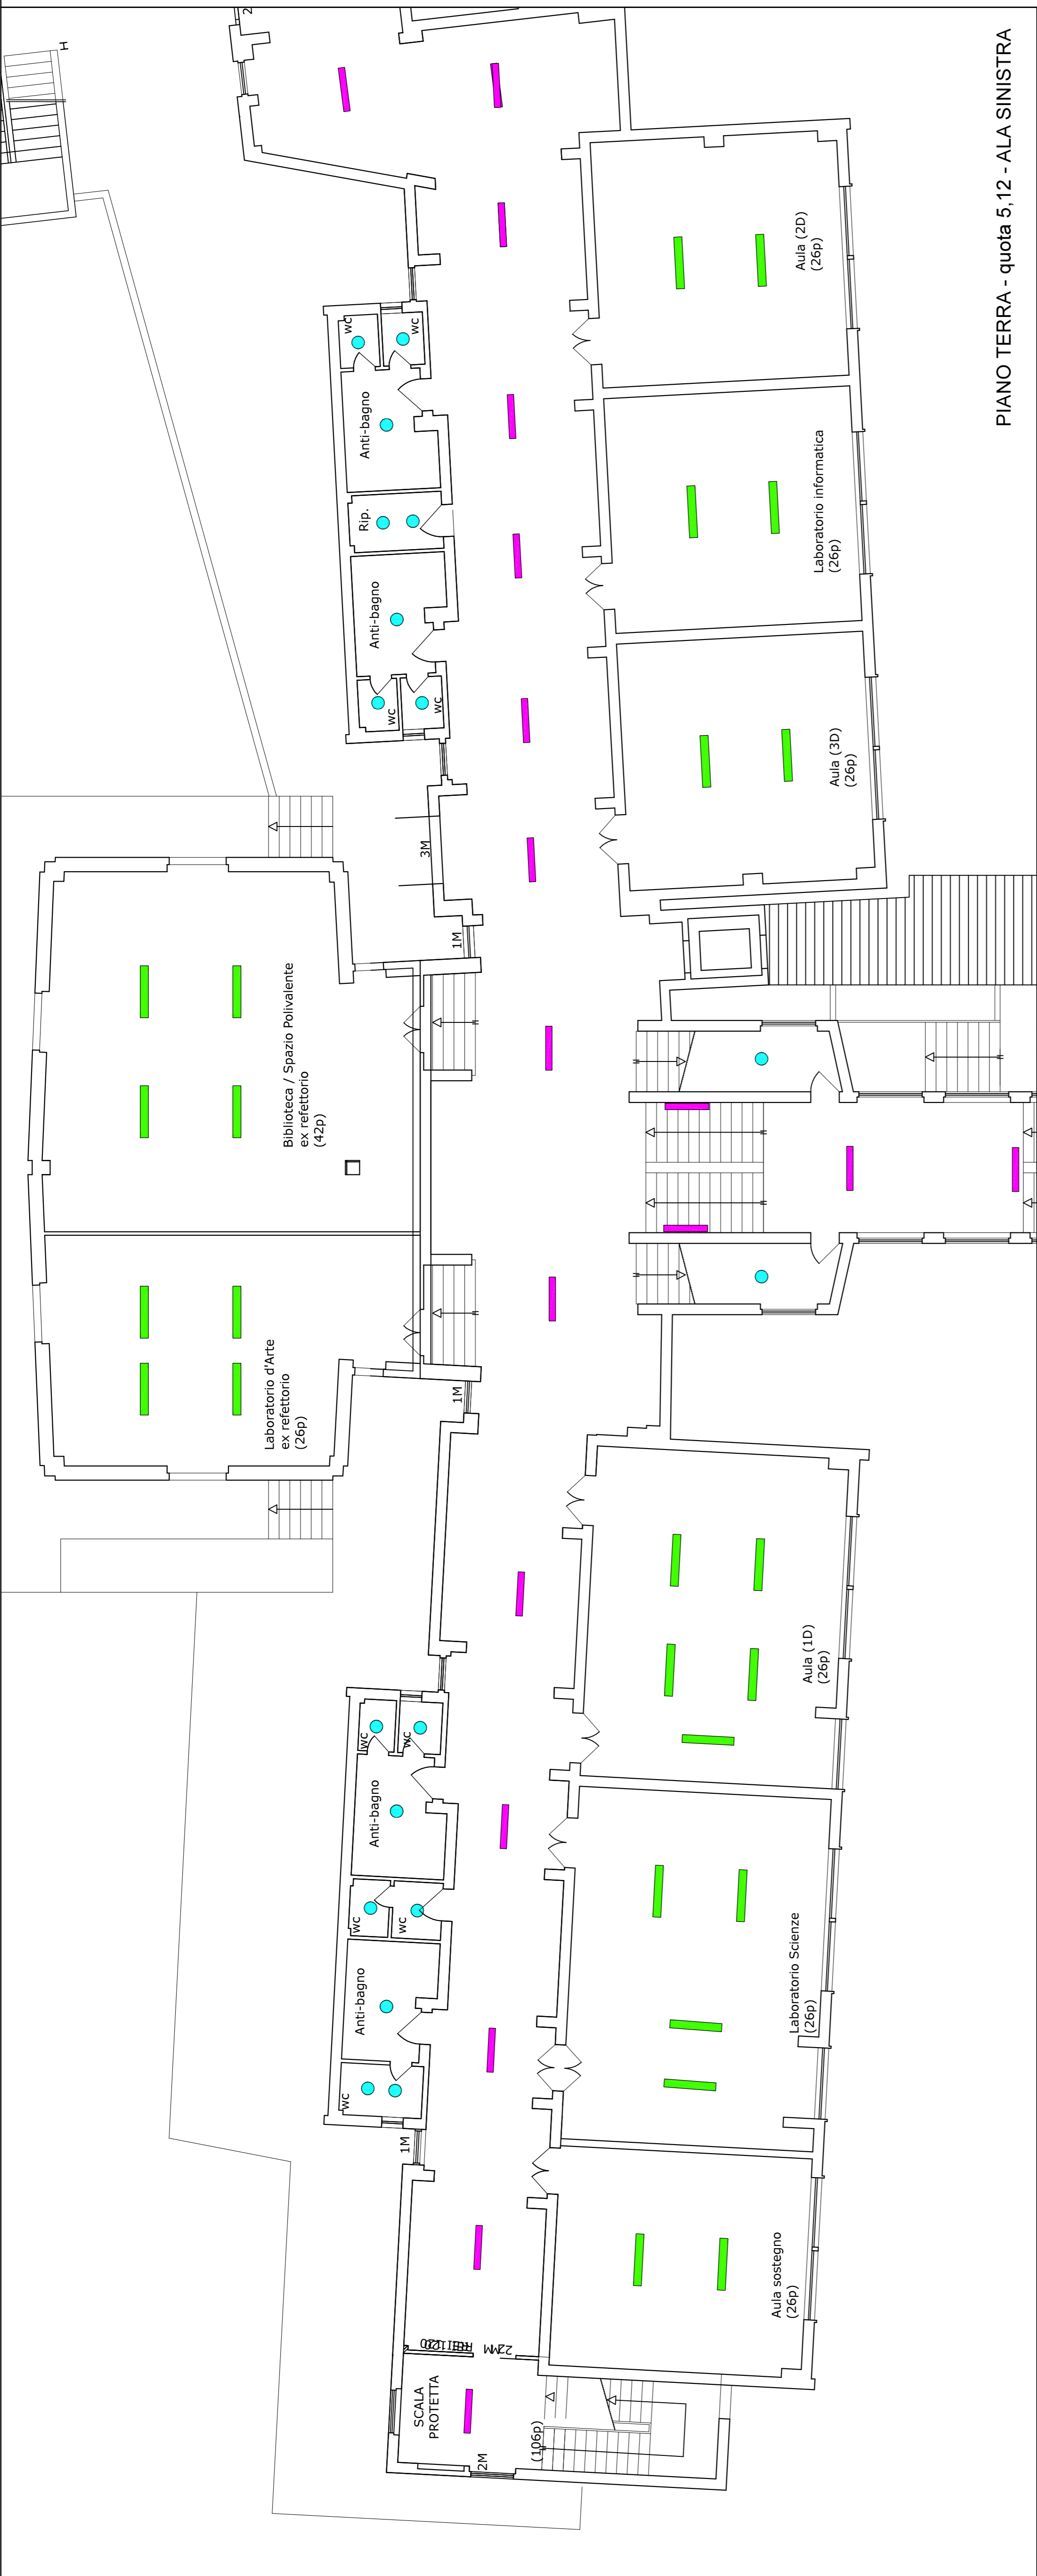 PIANO TERRA - quota 5,12 - ALA SINISTRA
2
H
Aula (2D)
(26p)
wc
wc
Anti-bagno
Laboratorio informatica
(26p)
Rip.
Anti-bagno
wc
wc
Aula (3D)
(26p)
3M
1M
Biblioteca / Spazio Polivalente
ex refettorio
(42p)
Laboratorio d'Arte
ex refettorio
(26p)
1M
Aula (1D)
(26p)
wc
wc
Anti-bagno
wc
wc
Laboratorio Scienze
(26p)
Anti-bagno
wc
1M
Aula sostegno
(26p)
SCALA
PROTETTA
(106p)
2M